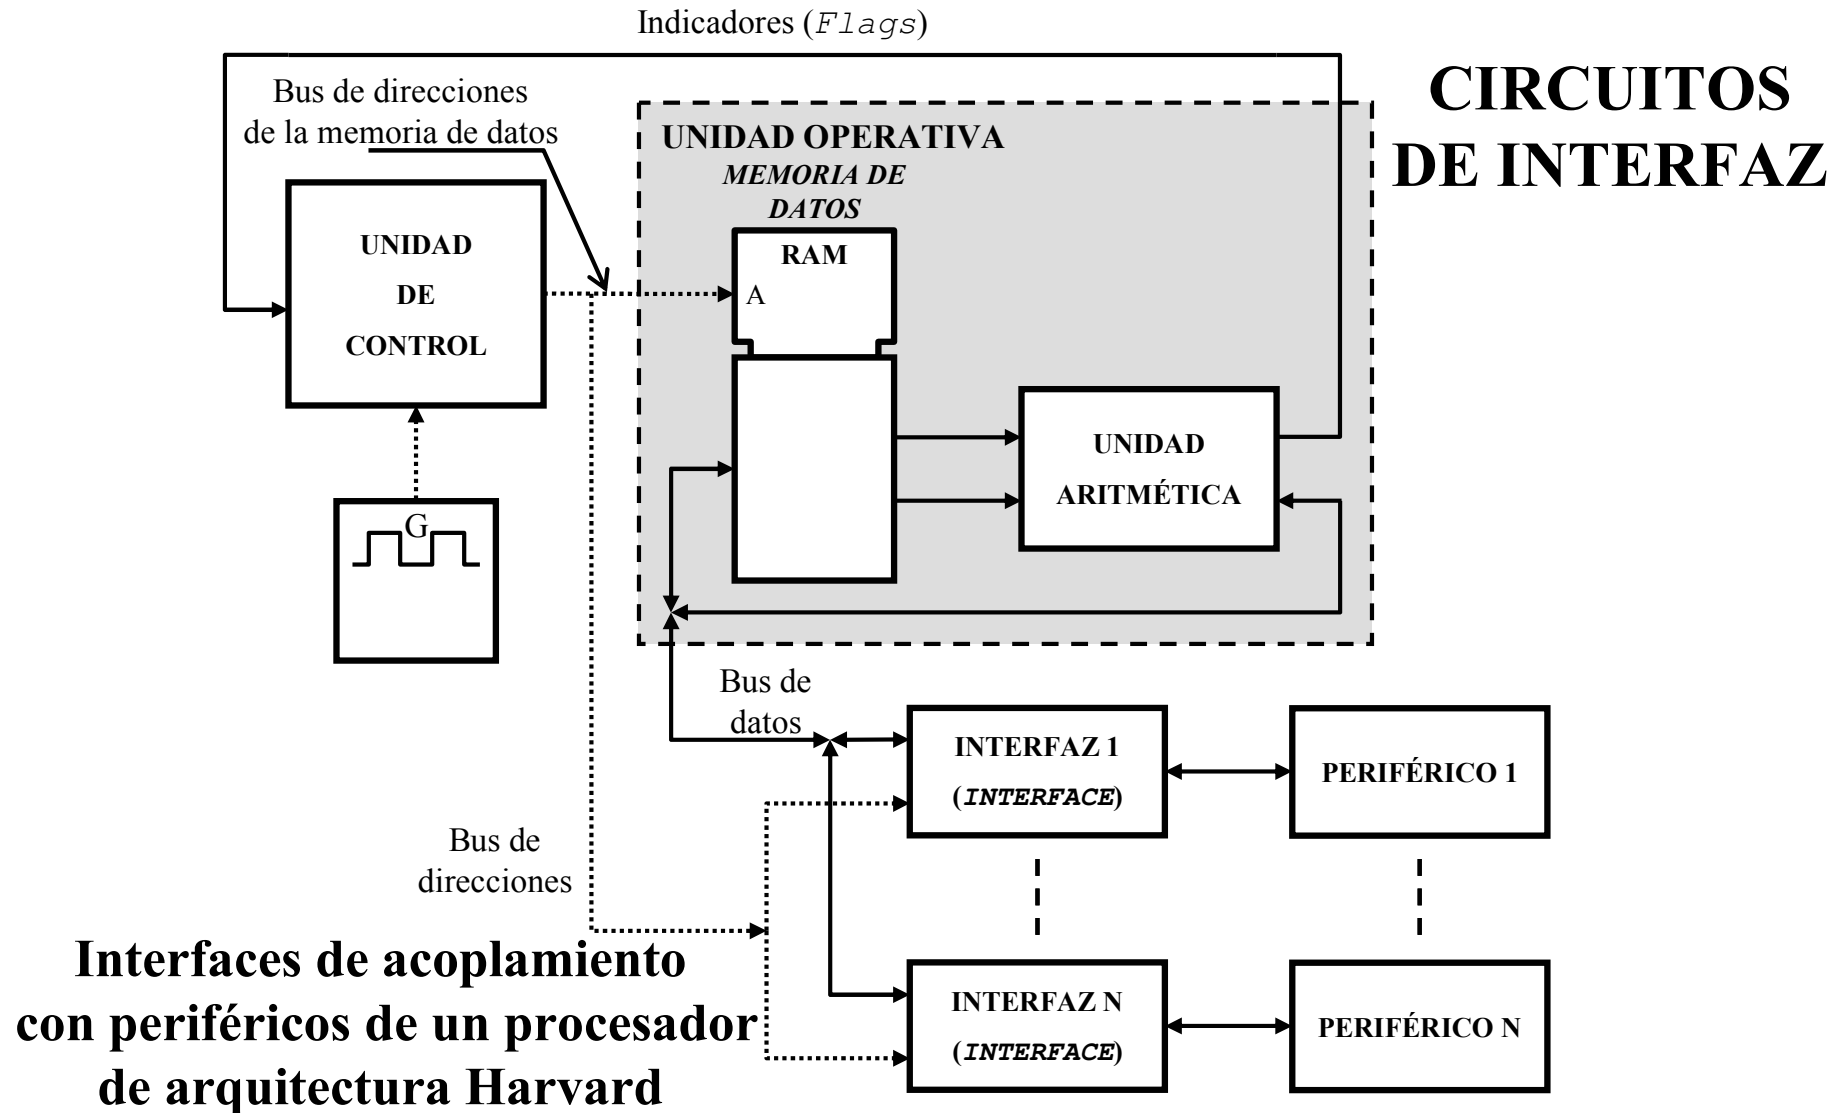 Indicadores (Flags)
CIRCUITOS
DE INTERFAZ
Bus de direcciones
de la memoria de datos
UNIDAD OPERATIVA
MEMORIA DE
DATOS
RAM
A
UNIDAD
DE
CONTROL
UNIDAD
ARITMÉTICA
G
Bus de
datos
INTERFAZ 1
(INTERFACE)
PERIFÉRICO 1
Bus de
direcciones
INTERFAZ N
(INTERFACE)
PERIFÉRICO N
Interfaces de acoplamiento
con periféricos de un procesador
de arquitectura Harvard